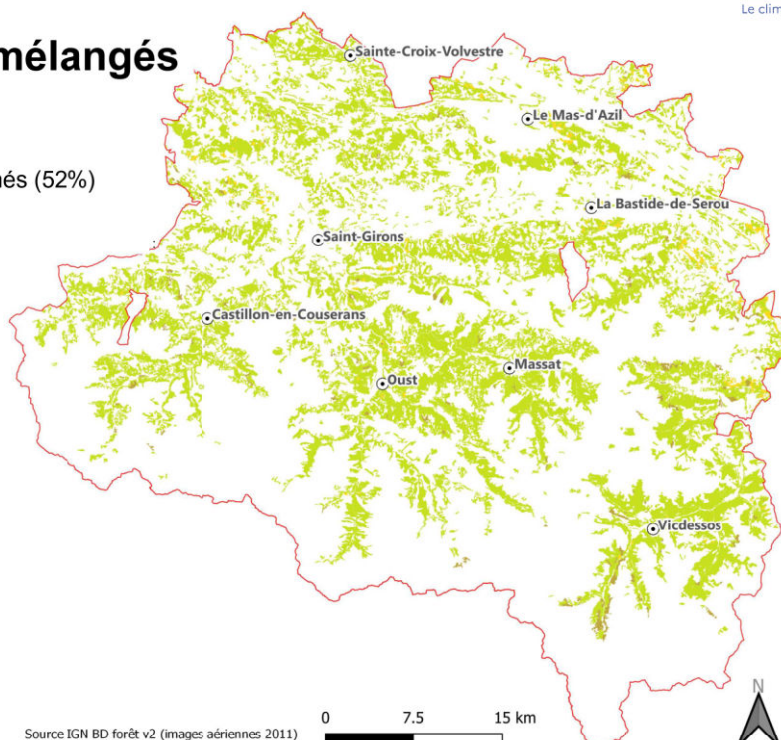 Le clim
mélangés
és (52%)
Sainte-Croix-Volvestre
Le Mas-d'Azil
La Bastide-de-Serou
Saint-Girons
Castillon-en-Couserans
Massat
Oust
Vicdessos
N
0 7.5 15 km
Source IGN BD forêt v2 (images aériennes 2011)